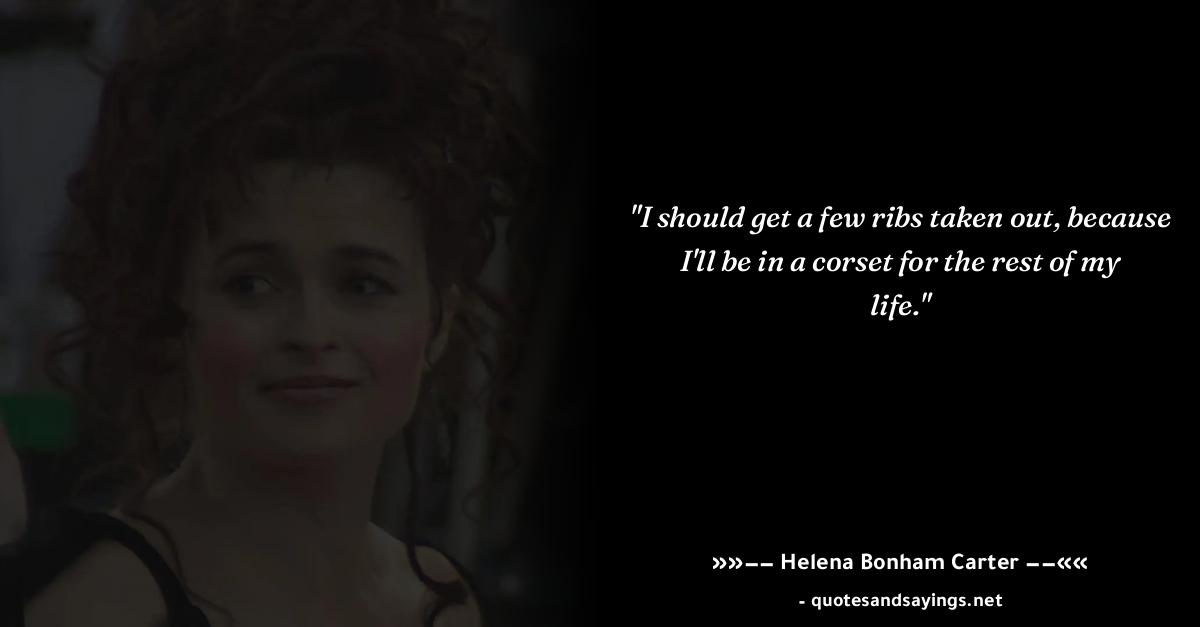 "I should get a few ribs taken out, because
I'll be in a corset for the rest of my
life."
»»−− Helena Bonham Carter −−««
- quotesandsayings.net